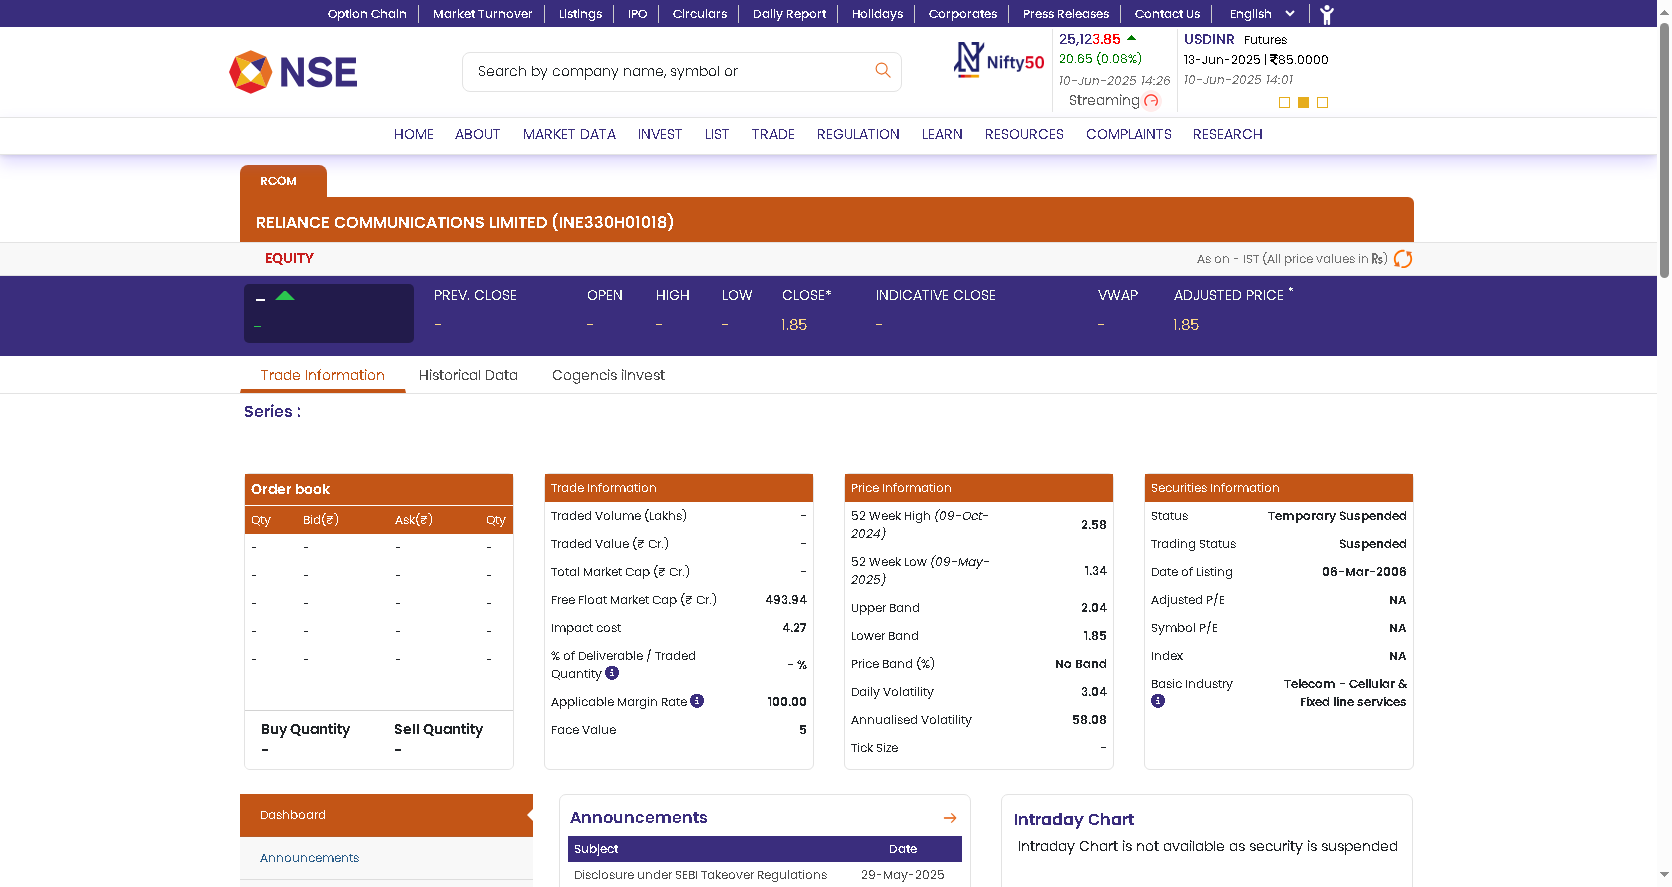 Option Chain Market Turnover Listings IPO Circulars Daily Report Holidays Corporates Press Releases Contact Us English
NSE
Search by company name, symbol or
Nifty50
25,123.85
20.65 (0.08%)
10-Jun-2025 14:26
Streaming
USDINR Futures
13-Jun-2025 | ₹85.0000
10-Jun-2025 14:01
HOME ABOUT MARKET DATA INVEST LIST TRADE REGULATION LEARN RESOURCES COMPLAINTS RESEARCH
RCOM
RELIANCE COMMUNICATIONS LIMITED (INE330H01018)
EQUITY
As on - IST (All price values in ₨)
PREV. CLOSE OPEN HIGH LOW CLOSE* INDICATIVE CLOSE VWAP ADJUSTED PRICE *
- -
- - - - 1.85 - - 1.85
Trade Information Historical Data Cogencis iInvest
Series :
Order book
Qty Bid(₹) Ask(₹) Qty
- - - -
- - - -
- - - -
- - - -
- - - -
Buy Quantity Sell Quantity
- -
Trade Information
Traded Volume (Lakhs) -
Traded Value (₹ Cr.) -
Total Market Cap (₹ Cr.) -
Free Float Market Cap (₹ Cr.) 493.94
Impact cost 4.27
% of Deliverable / Traded
Quantity - %
Applicable Margin Rate 100.00
Face Value 5
Price Information
52 Week High (09-Oct-
2024) 2.58
52 Week Low (09-May-
2025) 1.34
Upper Band 2.04
Lower Band 1.85
Price Band (%) No Band
Daily Volatility 3.04
Annualised Volatility 58.08
Tick Size -
Securities Information
Status Temporary Suspended
Trading Status Suspended
Date of Listing 06-Mar-2006
Adjusted P/E NA
Symbol P/E NA
Index NA
Basic Industry Telecom - Cellular &
Fixed line services
Dashboard
Announcements
Announcements
Subject Date
Disclosure under SEBI Takeover Regulations 29-May-2025
Intraday Chart
Intraday Chart is not available as security is suspended